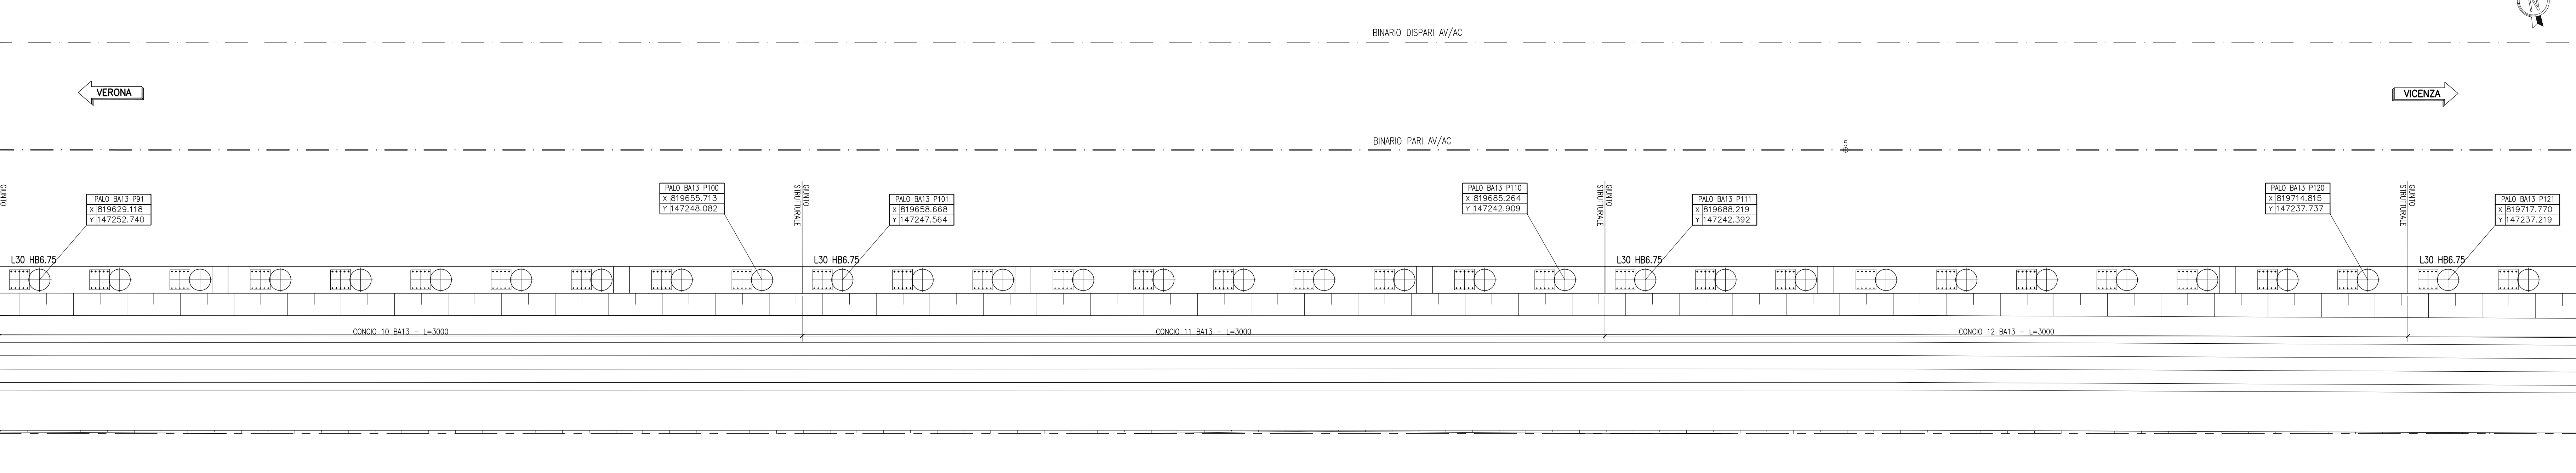 N
BINARIO DISPARI AV/AC
VERONA
VICENZA
BINARIO PARI AV/AC
GIUNTO
PALO BA13 P91
X 819629.118
Y 147252.740
PALO BA13 P100
X 819655.713
Y 147248.082
GIUNTO
STRUTTURALE
PALO BA13 P101
X 819658.668
Y 147247.564
PALO BA13 P110
X 819685.264
Y 147242.909
GIUNTO
STRUTTURALE
PALO BA13 P111
X 819688.219
Y 147242.392
PALO BA13 P120
X 819714.815
Y 147237.737
GIUNTO
STRUTTURALE
PALO BA13 P121
X 819717.770
Y 147237.219
L30 HB6.75
L30 HB6.75
L30 HB6.75
L30 HB6.75
CONCIO 10 BA13 - L=3000
CONCIO 11 BA13 - L=3000
CONCIO 12 BA13 - L=3000